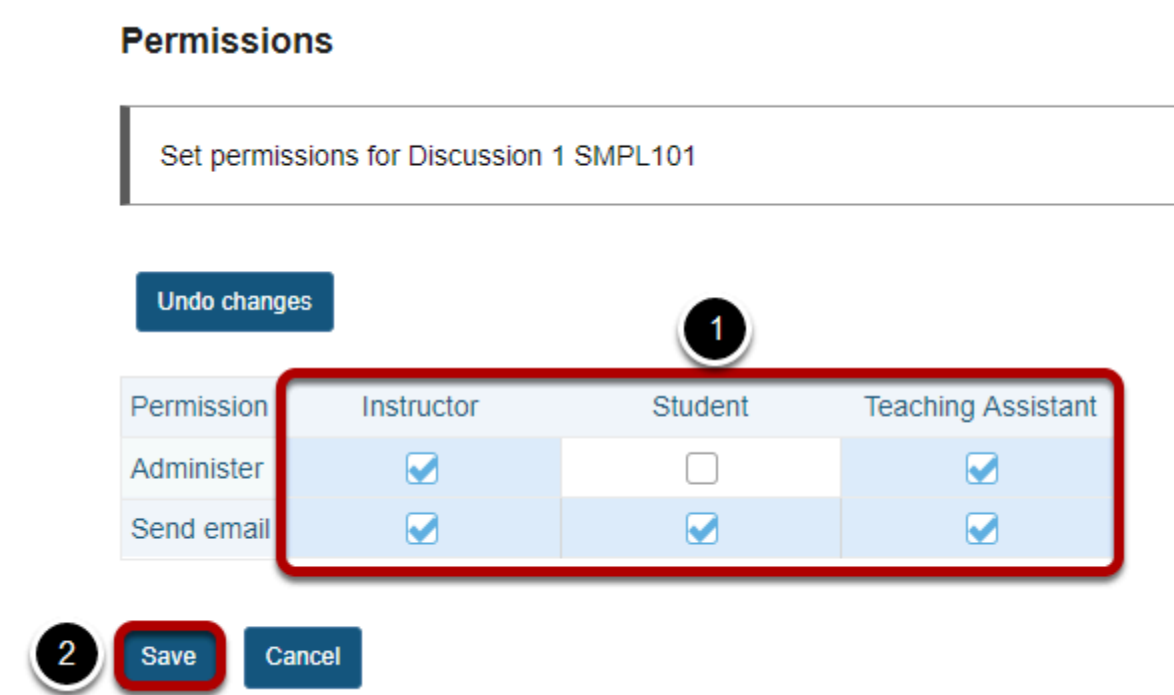 Permissions
Set permissions for Discussion 1 SMPL101
Undo changes
1
Permission Instructor Student Teaching Assistant
Administer
Send email
2 Save Cancel